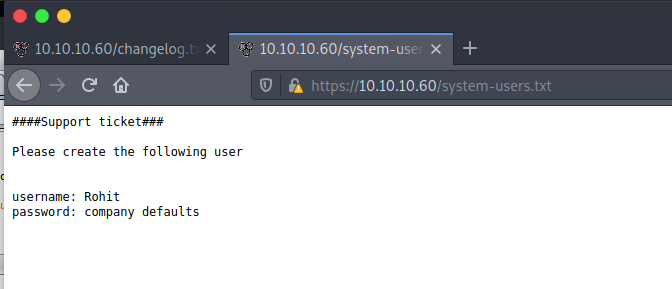 10.10.10.60/changelog.tx
10.10.10.60/system-user
https://10.10.10.60/system-users.txt
####Support ticket###
Please create the following user
username: Rohit
password: company defaults